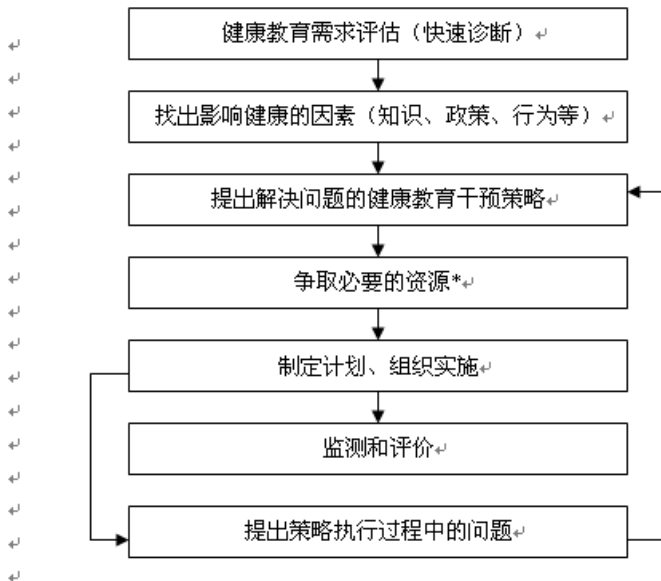 健康教育需求评估（快速诊断）
找出影响健康的因素（知识、政策、行为等）
提出解决问题的健康教育干预策略
争取必要的资源*
制定计划、组织实施
监测和评价
提出策略执行过程中的问题